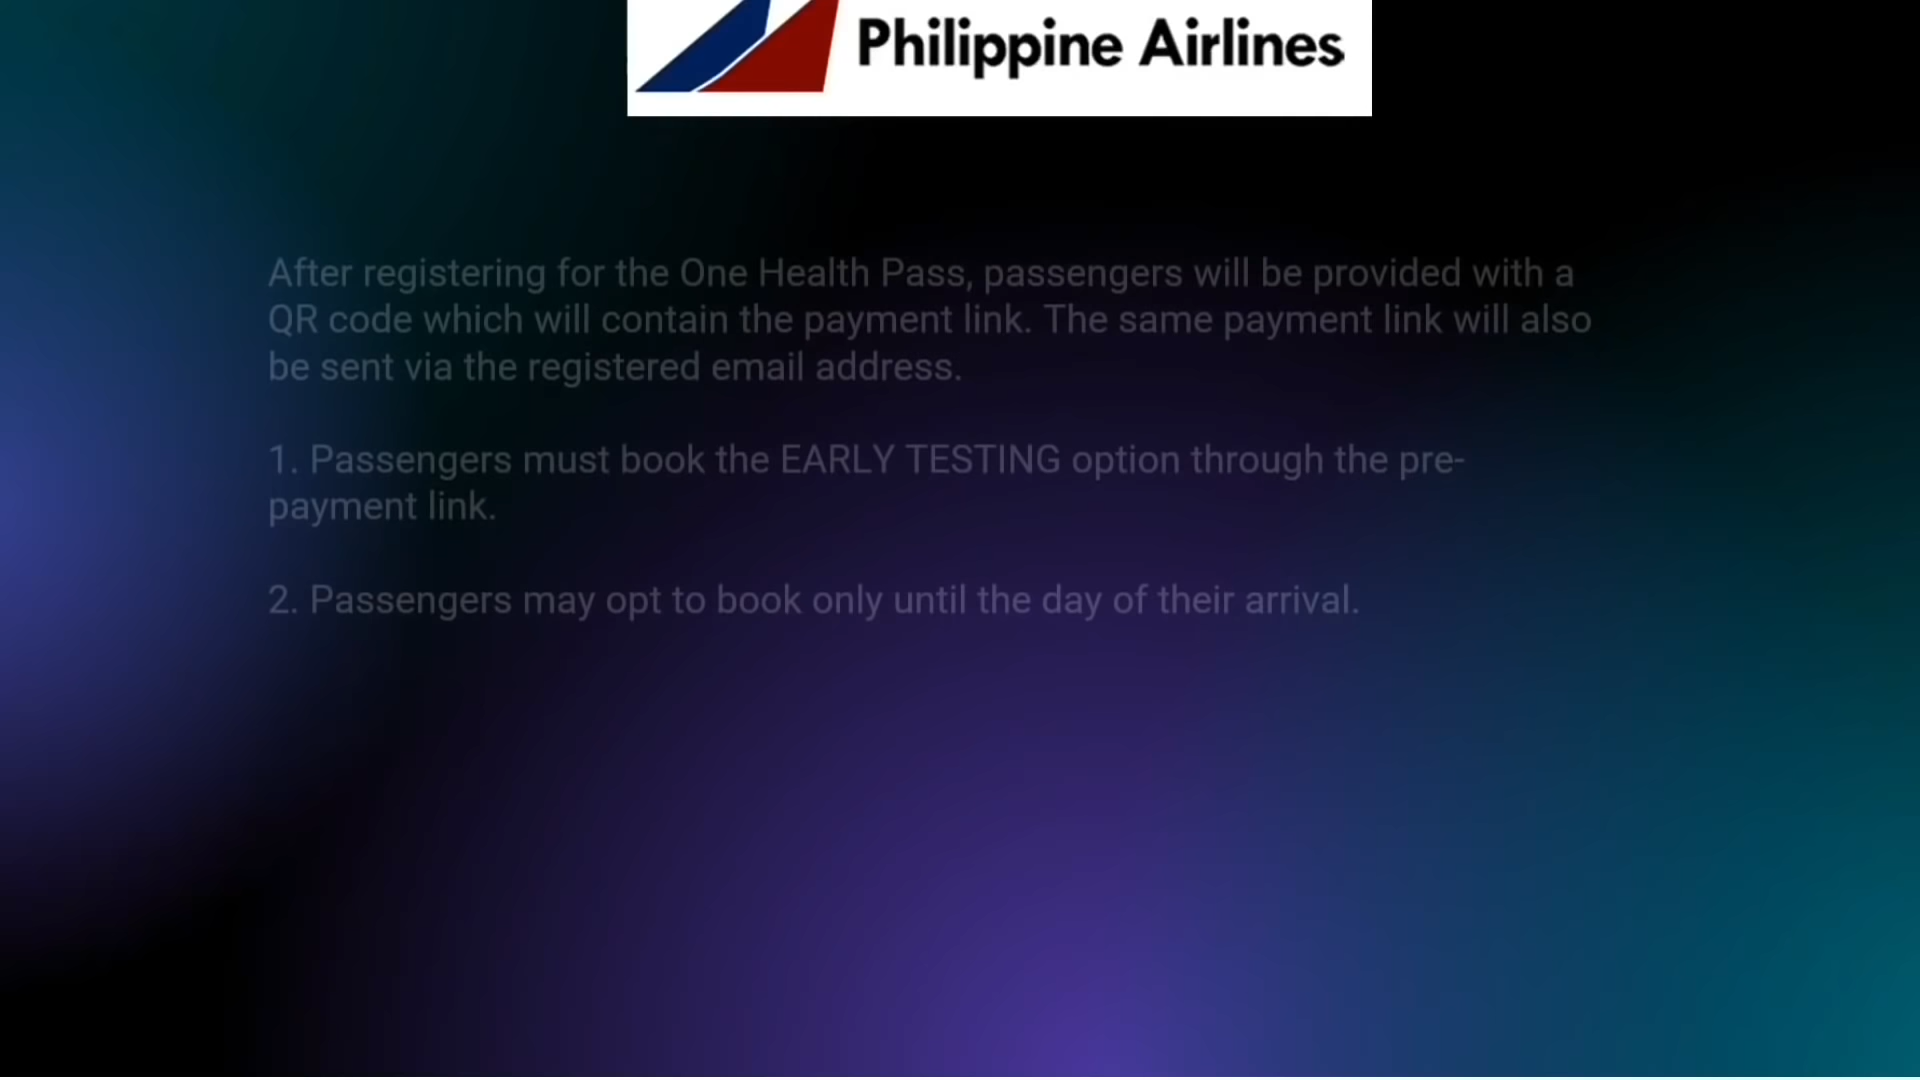 Philippine Airlines
After registering for the One Health Pass, passengers will be provided with a
QR code which will contain the payment link. The same payment link will also
be sent via the registered email address.
1. Passengers must book the EARLY TESTING option through the pre-
payment link.
2. Passengers may opt to book only until the day of their arrival.